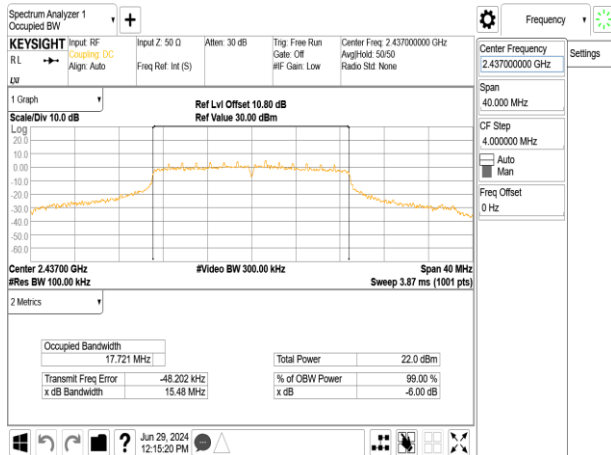 Spectrum Analyzer 1
Occupied BW
+
Frequency
KEYSIGHT
RL
LXI
Input: RF
Coupling: DC
Align: Auto
Input Z: 50 Ω
Freq Ref: Int (S)
Atten: 30 dB
Trig: Free Run
Gate: Off
#IF Gain: Low
Center Freq: 2.437000000 GHz
Avg|Hold: 50/50
Radio Std: None
Center Frequency
2.437000000 GHz
Settings
Span
40.000 MHz
CF Step
4.000000 MHz
Auto
Man
Freq Offset
0 Hz
1 Graph
Scale/Div 10.0 dB
Ref Lvl Offset 10.80 dB
Ref Value 30.00 dBm
Log
20.0
10.0
0.00
-10.0
-20.0
-30.0
-40.0
-50.0
-60.0
Center 2.43700 GHz
#Video BW 300.00 kHz
Span 40 MHz
#Res BW 100.00 kHz
Sweep 3.87 ms (1001 pts)
2 Metrics
Occupied Bandwidth
17.721 MHz
Total Power 22.0 dBm
Transmit Freq Error -48.202 kHz
% of OBW Power 99.00 %
x dB Bandwidth 15.48 MHz
x dB -6.00 dB
?
Jun 29, 2024
12:15:20 PM